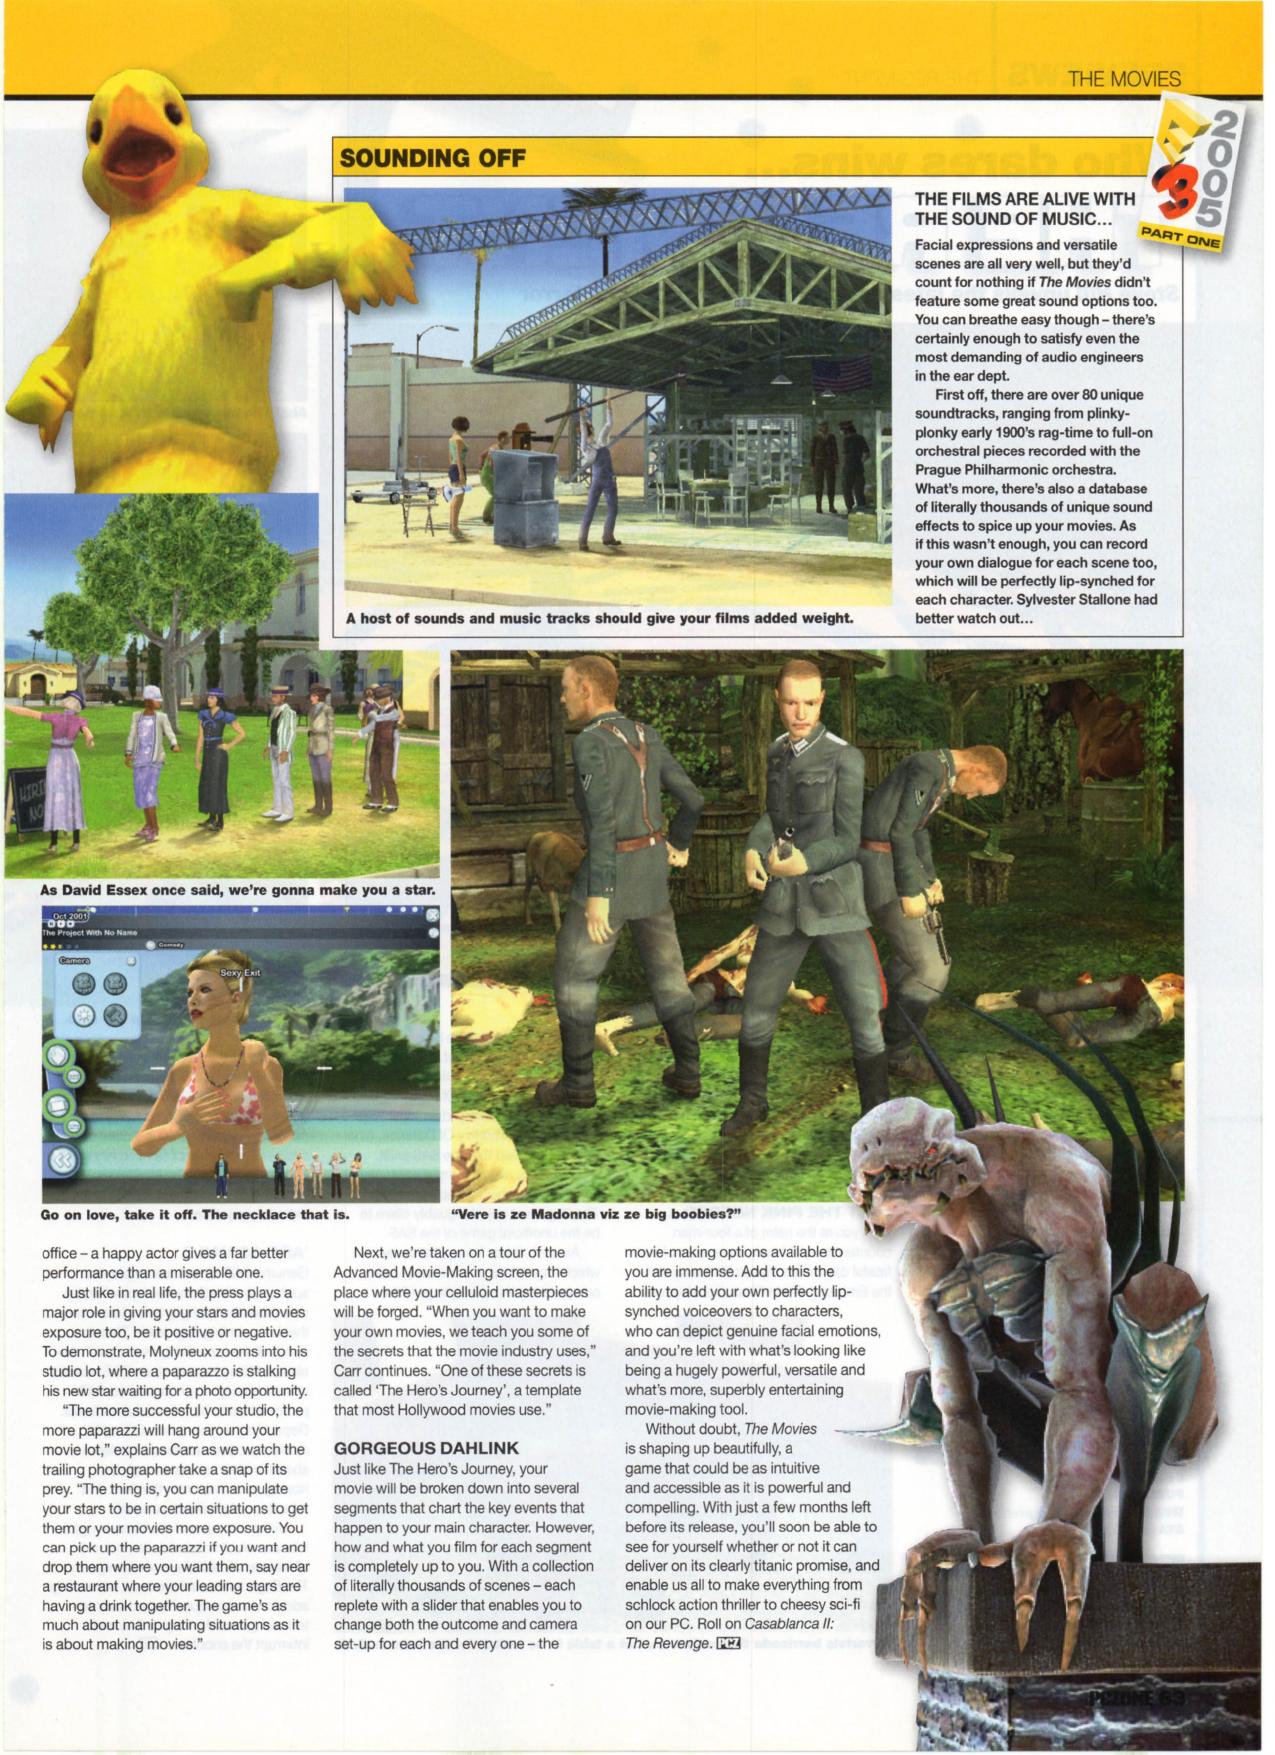 THE MOVIES
E3
2005
PART ONE
SOUNDING OFF
THE FILMS ARE ALIVE WITH
THE SOUND OF MUSIC…
Facial expressions and versatile
scenes are all very well, but they'd
count for nothing if The Movies didn't
feature some great sound options too.
You can breathe easy though – there's
certainly enough to satisfy even the
most demanding of audio engineers
in the ear dept.
First off, there are over 80 unique
soundtracks, ranging from plinky-
plonky early 1900's rag-time to full-on
orchestral pieces recorded with the
Prague Philharmonic orchestra.
What's more, there's also a database
of literally thousands of unique sound
effects to spice up your movies. As
if this wasn't enough, you can record
your own dialogue for each scene too,
which will be perfectly lip-synched for
each character. Sylvester Stallone had
better watch out…
A host of sounds and music tracks should give your films added weight.
As David Essex once said, we're gonna make you a star.
Oct 2001
The Project With No Name
Comedy
Camera
Sexy Exit
Go on love, take it off. The necklace that is.
"Vere is ze Madonna viz ze big boobies?"
office – a happy actor gives a far better
performance than a miserable one.
Just like in real life, the press plays a
major role in giving your stars and movies
exposure too, be it positive or negative.
To demonstrate, Molyneux zooms into his
studio lot, where a paparazzo is stalking
his new star waiting for a photo opportunity.
"The more successful your studio, the
more paparazzi will hang around your
movie lot," explains Carr as we watch the
trailing photographer take a snap of its
prey. "The thing is, you can manipulate
your stars to be in certain situations to get
them or your movies more exposure. You
can pick up the paparazzi if you want and
drop them where you want them, say near
a restaurant where your leading stars are
having a drink together. The game's as
much about manipulating situations as it
is about making movies."
Next, we're taken on a tour of the
Advanced Movie-Making screen, the
place where your celluloid masterpieces
will be forged. "When you want to make
your own movies, we teach you some of
the secrets that the movie industry uses,"
Carr continues. "One of these secrets is
called 'The Hero's Journey', a template
that most Hollywood movies use."
GORGEOUS DAHLINK
Just like The Hero's Journey, your
movie will be broken down into several
segments that chart the key events that
happen to your main character. However,
how and what you film for each segment
is completely up to you. With a collection
of literally thousands of scenes – each
replete with a slider that enables you to
change both the outcome and camera
set-up for each and every one – the
movie-making options available to
you are immense. Add to this the
ability to add your own perfectly lip-
synched voiceovers to characters,
who can depict genuine facial emotions,
and you're left with what's looking like
being a hugely powerful, versatile and
what's more, superbly entertaining
movie-making tool.
Without doubt, The Movies
is shaping up beautifully, a
game that could be as intuitive
and accessible as it is powerful and
compelling. With just a few months left
before its release, you'll soon be able to
see for yourself whether or not it can
deliver on its clearly titanic promise, and
enable us all to make everything from
schlock action thriller to cheesy sci-fi
on our PC. Roll on Casablanca II:
The Revenge. PCZ
PCZONE 63